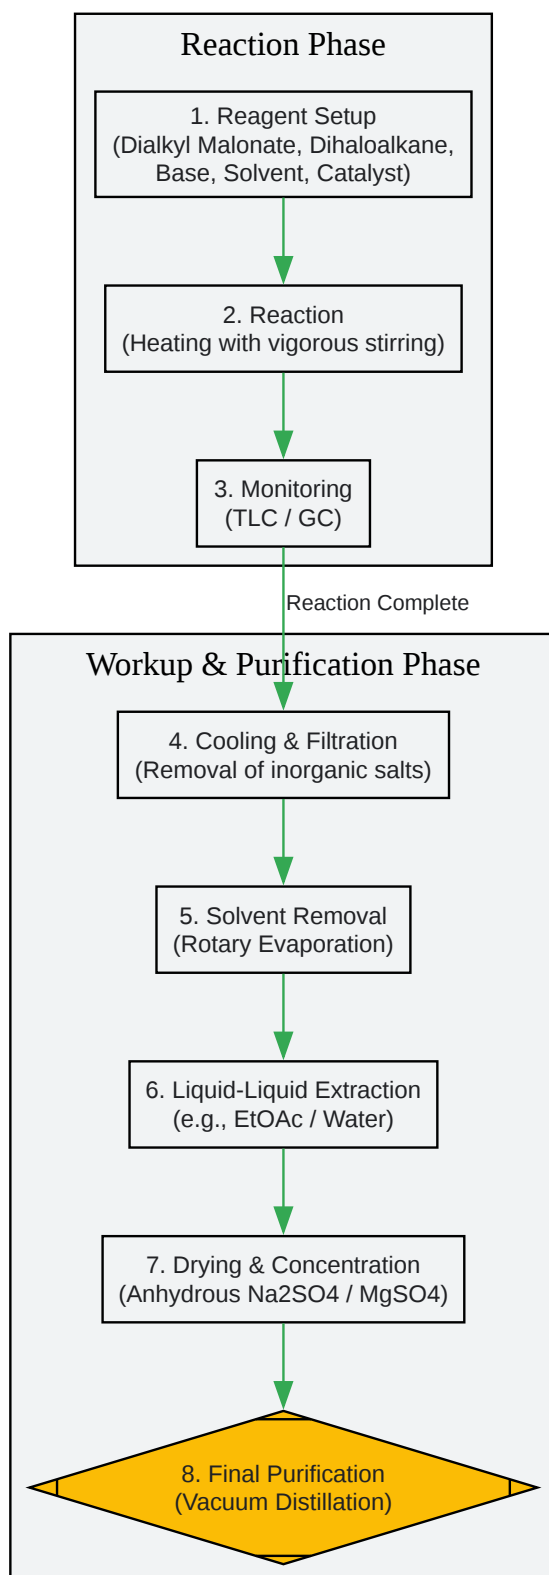 Reaction Phase
1. Reagent Setup
(Dialkyl Malonate, Dihaloalkane,
Base, Solvent, Catalyst)
2. Reaction
(Heating with vigorous stirring)
3. Monitoring
(TLC / GC)
Reaction Complete
Workup & Purification Phase
4. Cooling & Filtration
(Removal of inorganic salts)
5. Solvent Removal
(Rotary Evaporation)
6. Liquid-Liquid Extraction
(e.g., EtOAc / Water)
7. Drying & Concentration
(Anhydrous Na2SO4 / MgSO4)
8. Final Purification
(Vacuum Distillation)